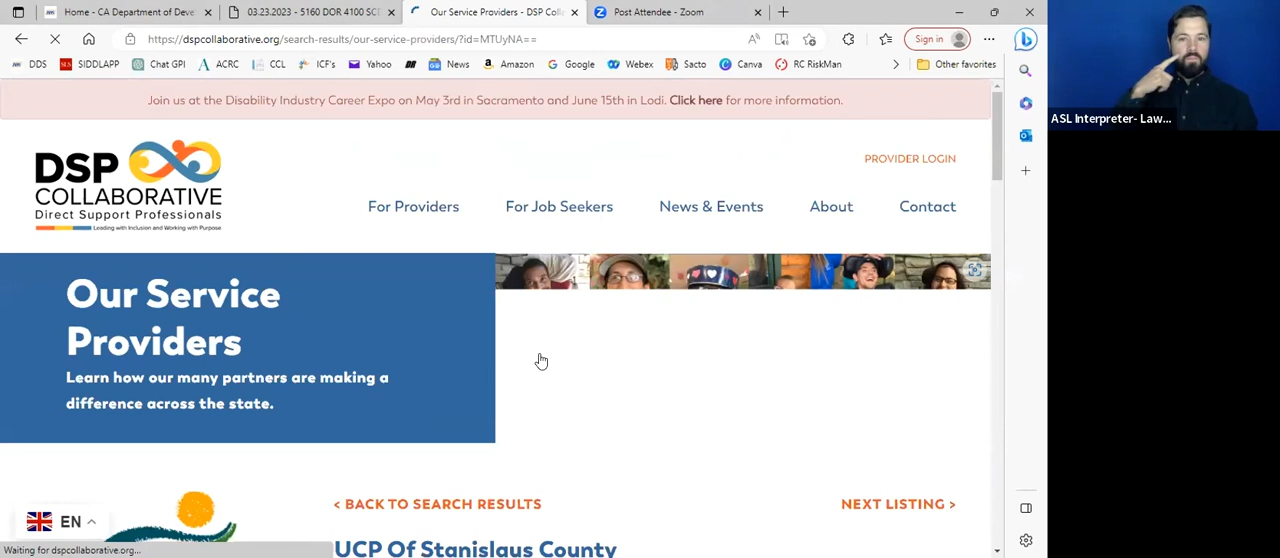 Home - CA Department of Deve
03.23.2023 - 5160 DOR 4100 SCD
Our Service Providers - DSP Coll
Post Attendee - Zoom
https://dspcollaborative.org/search-results/our-service-providers/?id=MTUyNA==
Sign in
DDS
SIDDLAPP
Chat GPI
ACRC
CCL
ICF's
Yahoo
News
Amazon
Google
Webex
Sacto
Canva
RC RiskMan
Other favorites
ASL Interpreter- Law...
Join us at the Disability Industry Career Expo on May 3rd in Sacramento and June 15th in Lodi. Click here for more information.
DSP
COLLABORATIVE
Direct Support Professionals
Leading with Inclusion and Working with Purpose
PROVIDER LOGIN
For Providers
For Job Seekers
News & Events
About
Contact
Our Service
Providers
Learn how our many partners are making a
difference across the state.
< BACK TO SEARCH RESULTS
NEXT LISTING >
EN
UCP Of Stanislaus County
Waiting for dspcollaborative.org...